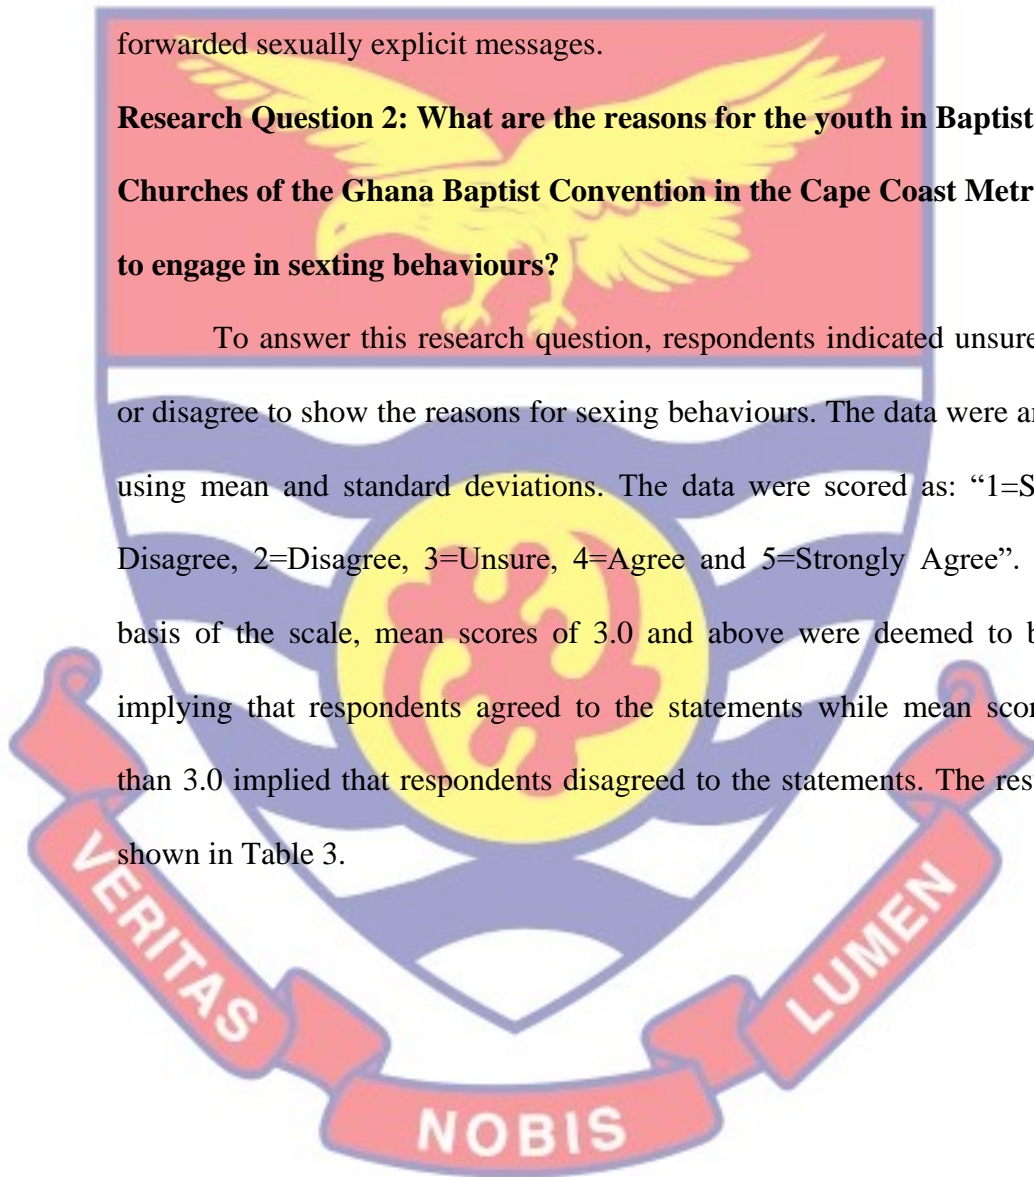 forwarded sexually explicit messages.
Research Question 2: What are the reasons for the youth in Baptist
Churches of the Ghana Baptist Convention in the Cape Coast Metr
to engage in sexting behaviours?
To answer this research question, respondents indicated unsure
or disagree to show the reasons for sexing behaviours. The data were ar
using mean and standard deviations. The data were scored as: “1=S
Disagree, 2=Disagree, 3=Unsure, 4=Agree and 5=Strongly Agree”.
basis of the scale, mean scores of 3.0 and above were deemed to b
implying that respondents agreed to the statements while mean scor
than 3.0 implied that respondents disagreed to the statements. The res
shown in Table 3.
VERITAS
NOBIS
LUMEN